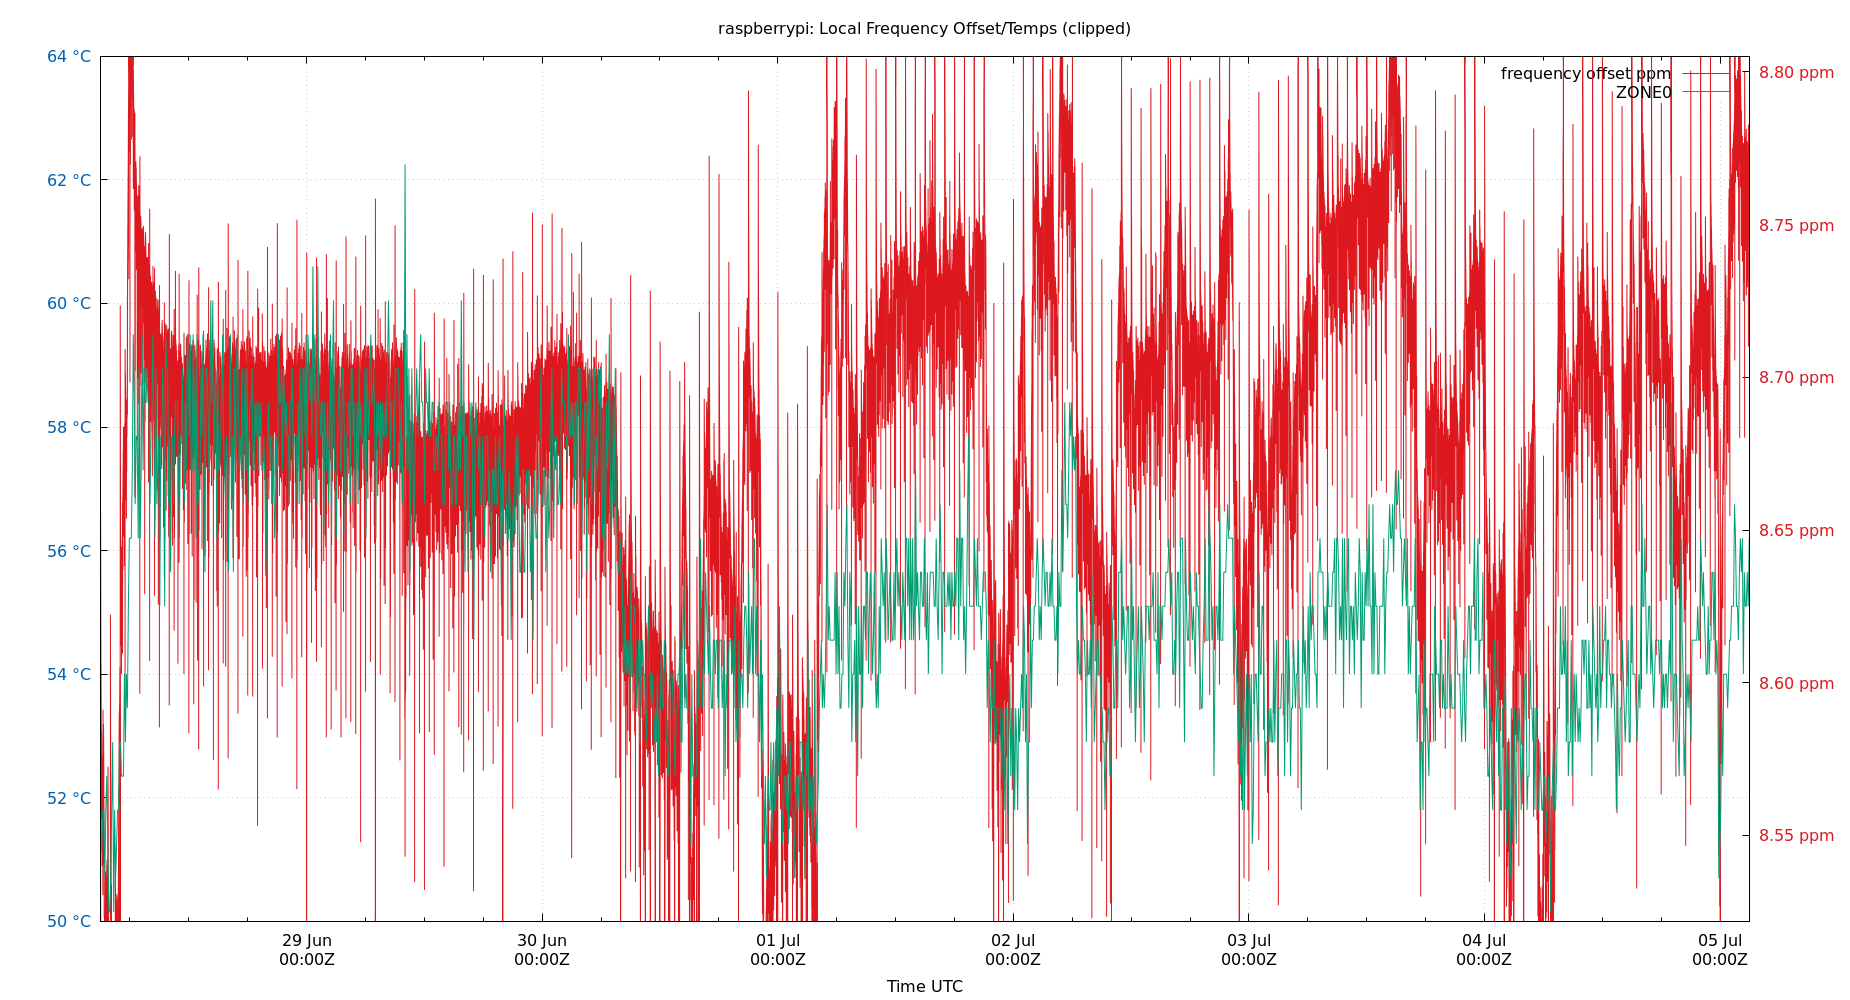 raspberrypi: Local Frequency Offset/Temps (clipped)
64 °C
62 °C
60 °C
58 °C
56 °C
54 °C
52 °C
50 °C
frequency offset ppm
ZONE0
8.80 ppm
8.75 ppm
8.70 ppm
8.65 ppm
8.60 ppm
8.55 ppm
29 Jun
00:00Z
30 Jun
00:00Z
01 Jul
00:00Z
02 Jul
00:00Z
03 Jul
00:00Z
04 Jul
00:00Z
05 Jul
00:00Z
Time UTC